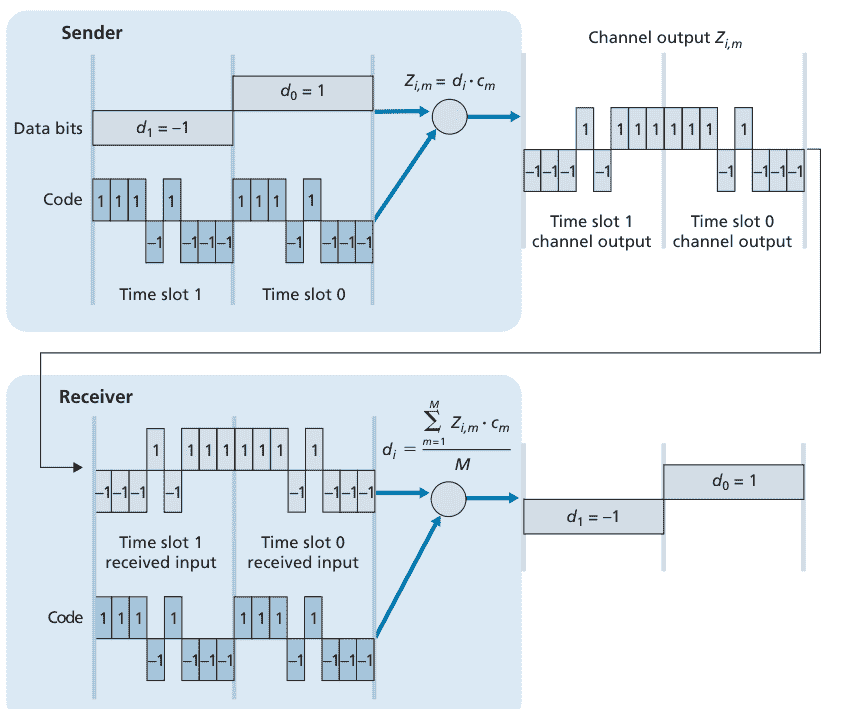 Sender
Channel output Z_{i,m}
Z_{i,m} = d_i · c_m
d_0 = 1
Data bits
d_1 = –1
1 1 1 1 1 1 1 1 1
–1–1–1 –1 –1 –1–1–1
Code
1 1 1 1 1 1 1 1
–1 –1–1–1 –1 –1–1–1
Time slot 1 Time slot 0
Time slot 1 Time slot 0
channel output channel output
Receiver
M
∑ Z_{i,m} · c_m
m=1
d_i =
M
1 1 1 1 1 1 1 1
–1–1–1 –1 –1 –1–1–1
d_0 = 1
d_1 = –1
Time slot 1 Time slot 0
received input received input
Code
1 1 1 1 1 1 1 1
–1 –1–1–1 –1 –1–1–1